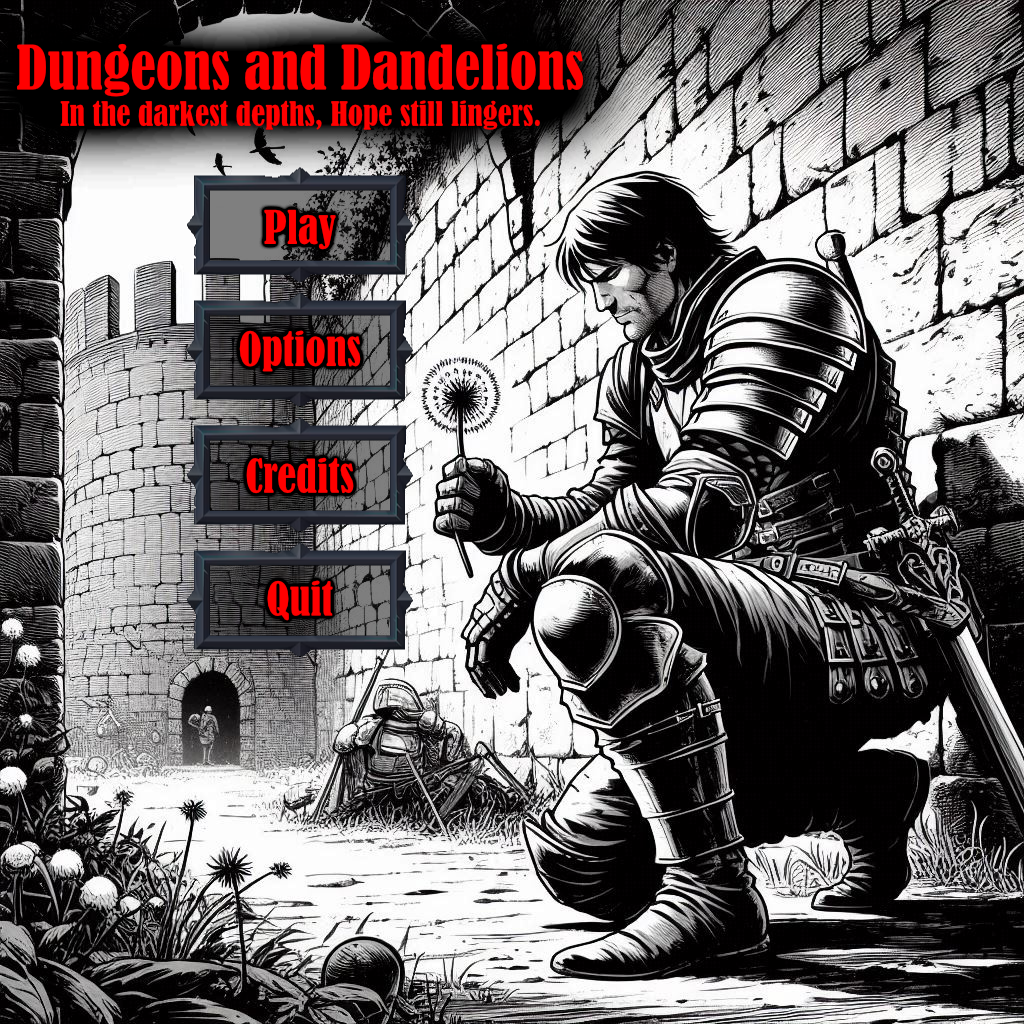 Dungeons and Dandelions
In the darkest depths, Hope still lingers.
Play
Options
Credits
Quit